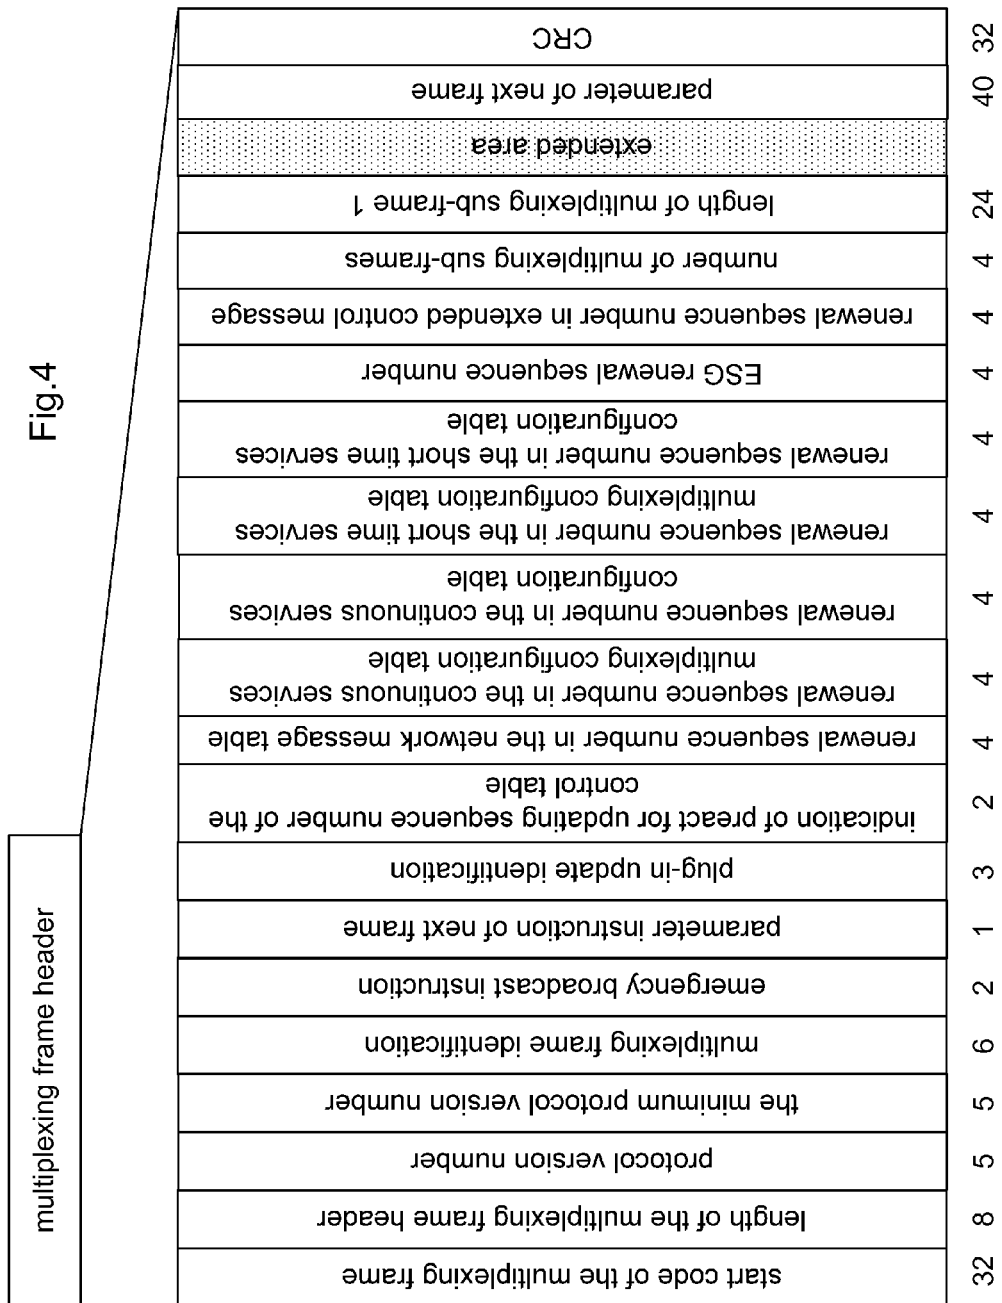 Fig.4
multiplexing frame header
start code of the multiplexing frame
32
length of the multiplexing frame header
8
protocol version number
5
the minimum protocol version number
5
multiplexing frame identification
6
emergency broadcast instruction
2
parameter instruction of next frame
1
plug-in update identification
3
indication of preact for updating sequence number of the
control table
2
renewal sequence number in the network message table
4
renewal sequence number in the continuous services
multiplexing configuration table
4
renewal sequence number in the continuous services
configuration table
4
renewal sequence number in the short time services
multiplexing configuration table
4
renewal sequence number in the short time services
configuration table
4
ESG renewal sequence number
4
renewal sequence number in extended control message
4
number of multiplexing sub-frames
4
length of multiplexing sub-frame 1
24
extended area
parameter of next frame
40
CRC
32